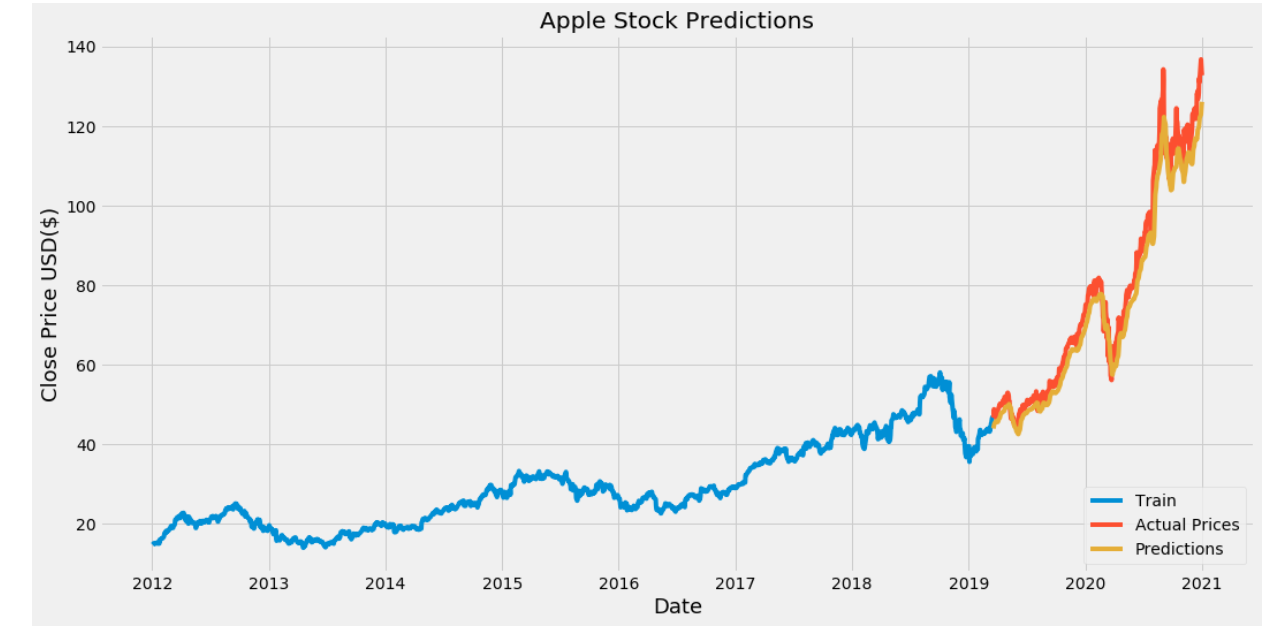 Apple Stock Predictions
Close Price USD($)
140
120
100
80
60
40
20
Train
Actual Prices
Predictions
2012 2013 2014 2015 2016 2017 2018 2019 2020 2021
Date